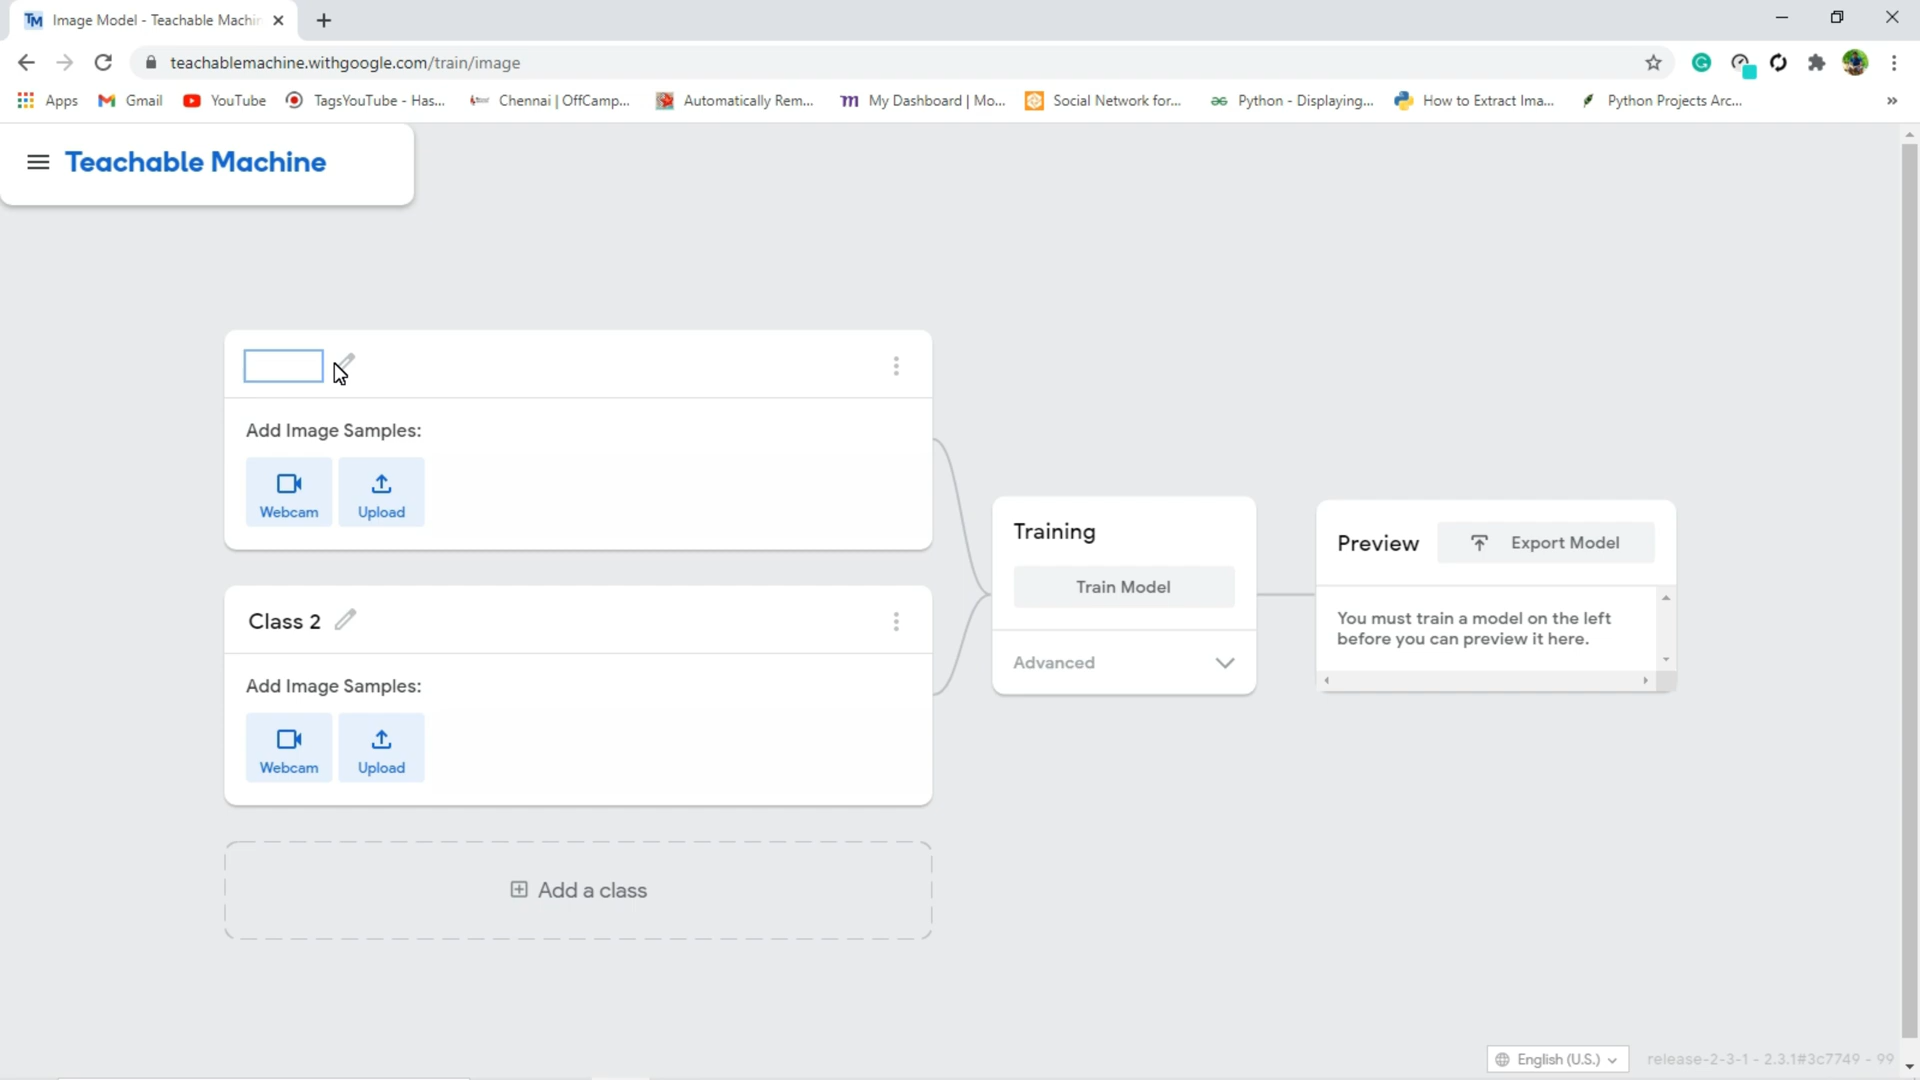 TM Image Model - Teachable Machin
teachablemachine.withgoogle.com/train/image
Apps Gmail YouTube TagsYouTube - Has... Chennai | OffCamp... Automatically Rem... My Dashboard | Mo... Social Network for... Python - Displaying,... How to Extract Ima... Python Projects Arc...
Teachable Machine
Add Image Samples:
Webcam Upload
Class 2
Add Image Samples:
Webcam Upload
Add a class
Training
Train Model
Advanced
Preview Export Model
You must train a model on the left
before you can preview it here.
English (U.S.) release-2-3-1 - 2.3.1#3c7749 - 99